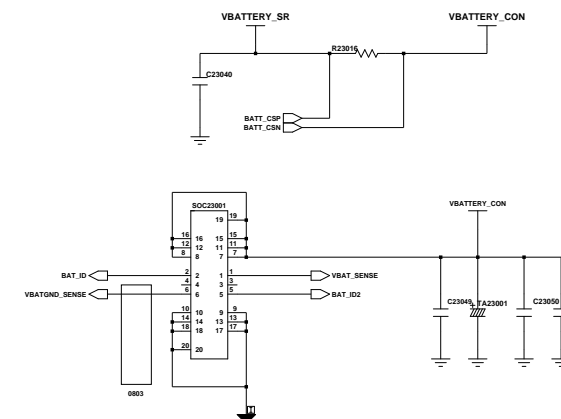 VBATTERY_SR
VBATTERY_CON
R23016
C23040
BATT_CSP
BATT_CSN
SOC23001
VBATTERY_CON
19 19
16 16 15 15
12 12 11 11
8 8 7 7
BAT_ID 2 2 1 1 VBAT_SENSE
4 4 3 3
VBATGND_SENSE 6 6 5 5 BAT_ID2
C23049 + TA23001 C23050
10 10 9 9
14 14 13 13
18 18 17 17
20 20
0803